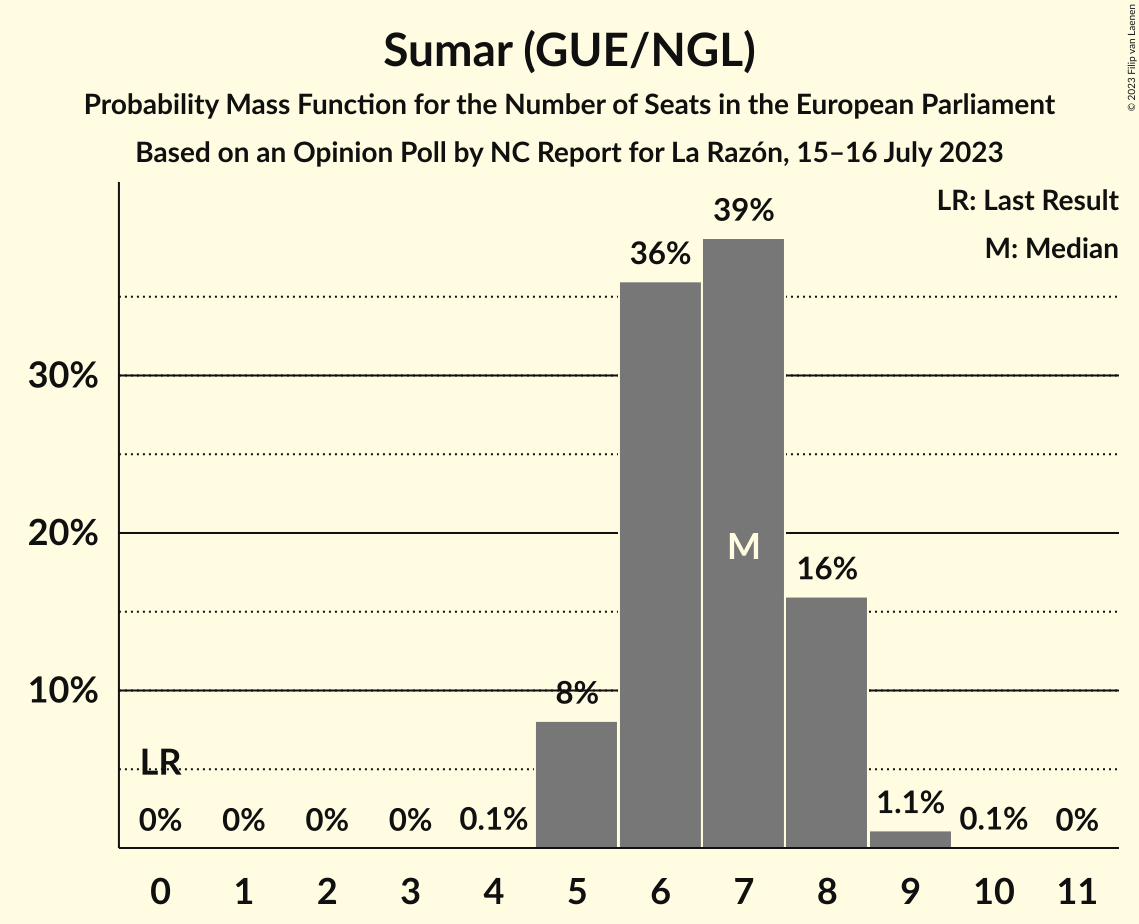 Sumar (GUE/NGL)
Probability Mass Function for the Number of Seats in the European Parliament
Based on an Opinion Poll by NC Report for La Razón, 15–16 July 2023
© 2023 Filip van Laenen
LR: Last Result
M: Median
39%
36%
30%
20%
M
16%
10%
8%
LR
1.1%
0% 0% 0% 0% 0.1% 0.1% 0%
0 1 2 3 4 5 6 7 8 9 10 11